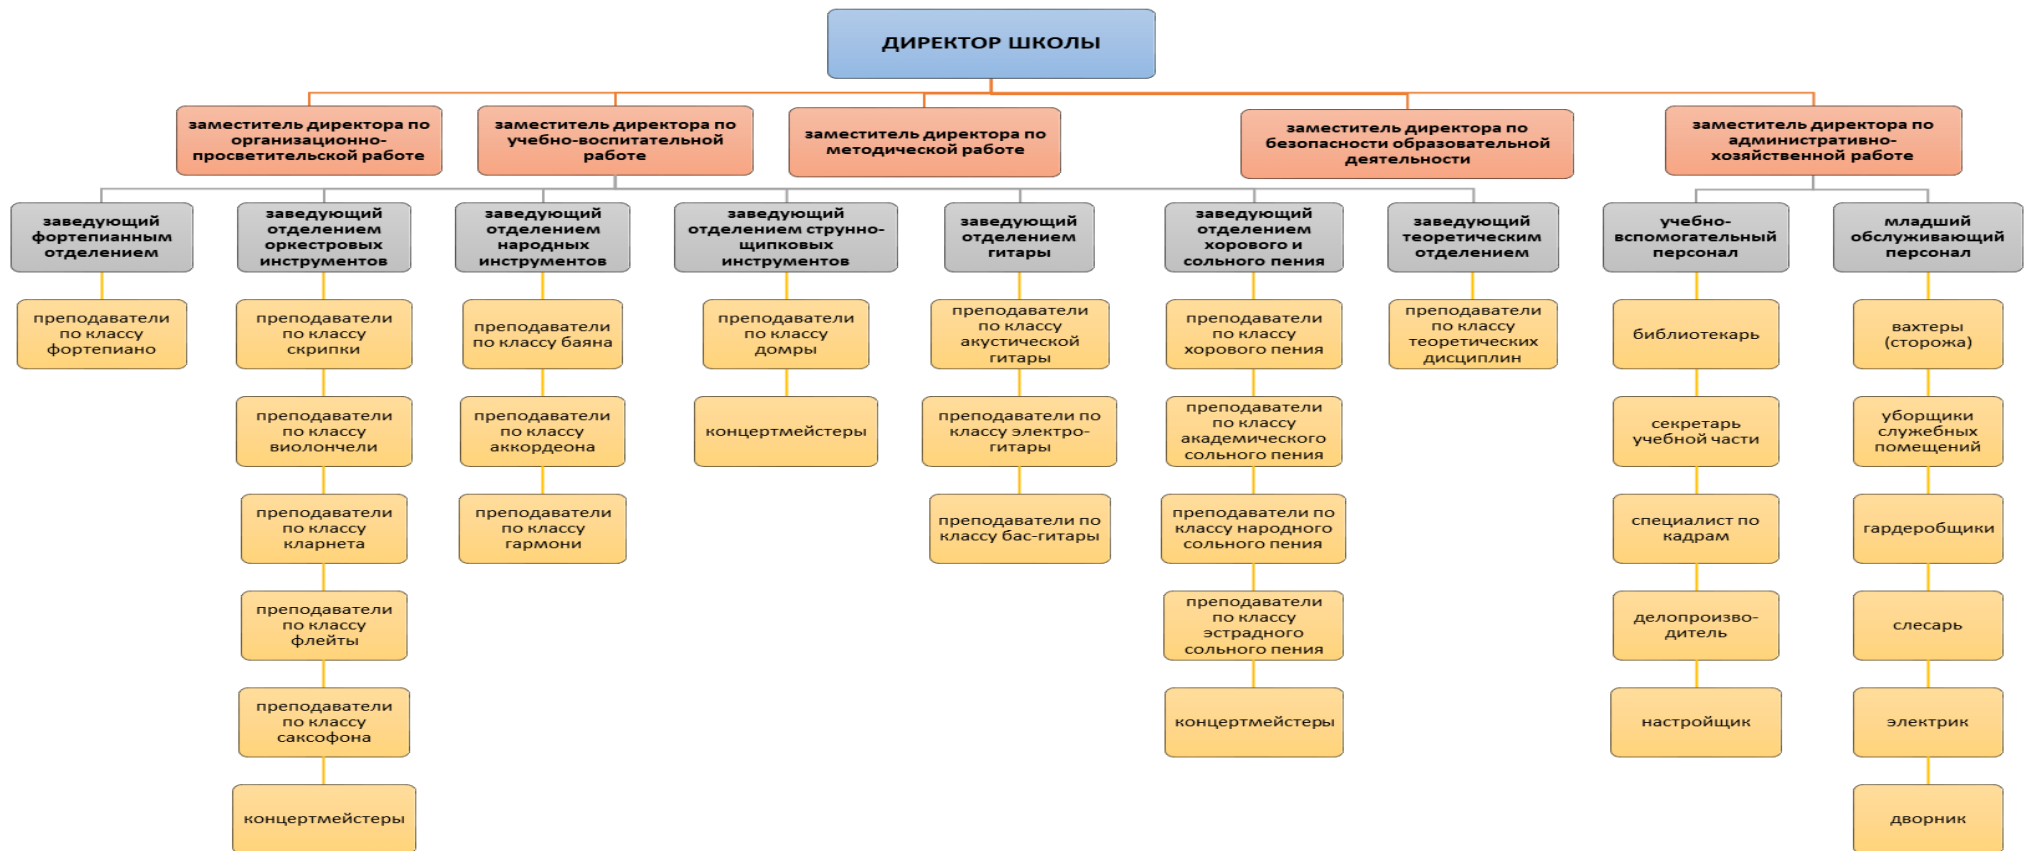 ДИРЕКТОР ШКОЛЫ
заместитель директора по
организационно-
просветительской работе
заместитель директора по
учебно-воспитательной
работе
заместитель директора по
методической работе
заместитель директора по
безопасности образовательной
деятельности
заместитель директора по
административно-
хозяйственной работе
заведующий
фортепианным
отделением
заведующий
отделением
оркестровых
инструментов
заведующий
отделением
народных
инструментов
заведующий
отделением струнно-
щипковых
инструментов
заведующий
отделением
гитары
заведующий
отделением
хорового и
сольного пения
заведующий
теоретическим
отделением
учебно-
вспомогательный
персонал
младший
обслуживающий
персонал
преподаватели
по классу
фортепиано
преподаватели
по классу
скрипки
преподаватели
по классу баяна
преподаватели
по классу
домры
преподаватели
по классу
акустической
гитары
преподаватели
по классу
хорового пения
преподаватели
по классу
теоретических
дисциплин
библиотекарь
вахтеры
(сторожа)
преподаватели
по классу
виолончели
преподаватели
по классу
аккордеона
концертмейстеры
преподаватели по
классу электро-
гитары
преподаватели
по классу
академического
сольного пения
секретарь
учебной части
уборщики
служебных
помещений
преподаватели
по классу
кларнета
преподаватели
по классу
гармони
преподаватели по
классу бас-гитары
преподаватели по
классу народного
сольного пения
специалист по
кадрам
гардеробщики
преподаватели
по классу
флейты
преподаватели
по классу
эстрадного
сольного пения
делопроизво-
дитель
слесарь
преподаватели
по классу
саксофона
концертмейстеры
настройщик
электрик
концертмейстеры
дворник